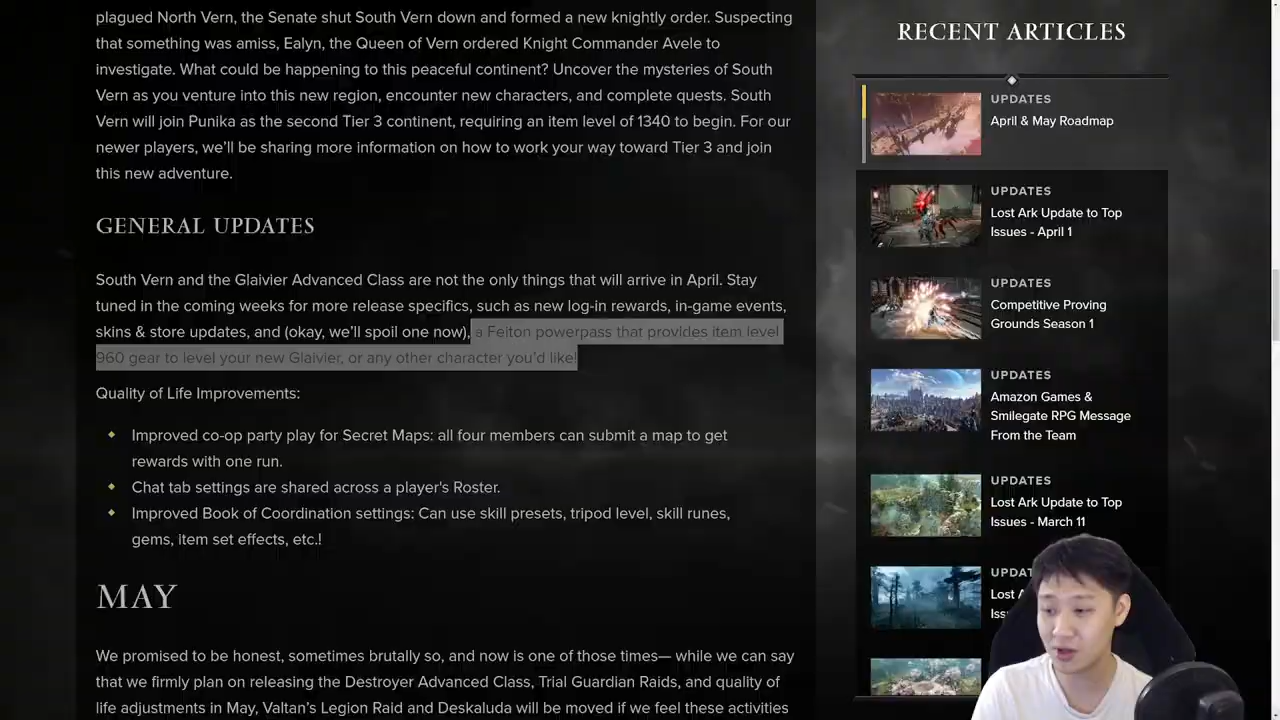 plagued North Vern, the Senate shut South Vern down and formed a new knightly order. Suspecting
that something was amiss, Ealyn, the Queen of Vern ordered Knight Commander Avele to
investigate. What could be happening to this peaceful continent? Uncover the mysteries of South
Vern as you venture into this new region, encounter new characters, and complete quests. South
Vern will join Punika as the second Tier 3 continent, requiring an item level of 1340 to begin. For our
newer players, we'll be sharing more information on how to work your way toward Tier 3 and join
this new adventure.
GENERAL UPDATES
South Vern and the Glaivier Advanced Class are not the only things that will arrive in April. Stay
tuned in the coming weeks for more release specifics, such as new log-in rewards, in-game events,
skins & store updates, and (okay, we'll spoil one now), a Feiton powerpass that provides item level
960 gear to level your new Glaivier, or any other character you'd like!
Quality of Life Improvements:
Improved co-op party play for Secret Maps: all four members can submit a map to get
rewards with one run.
Chat tab settings are shared across a player's Roster.
Improved Book of Coordination settings: Can use skill presets, tripod level, skill runes,
gems, item set effects, etc.!
MAY
We promised to be honest, sometimes brutally so, and now is one of those times— while we can say
that we firmly plan on releasing the Destroyer Advanced Class, Trial Guardian Raids, and quality of
life adjustments in May, Valtan's Legion Raid and Deskaluda will be moved if we feel these activities
RECENT ARTICLES
UPDATES
April & May Roadmap
UPDATES
Lost Ark Update to Top
Issues - April 1
UPDATES
Competitive Proving
Grounds Season 1
UPDATES
Amazon Games &
Smilegate RPG Message
From the Team
UPDATES
Lost Ark Update to Top
Issues - March 11
UPDAT
Lost A
Iss